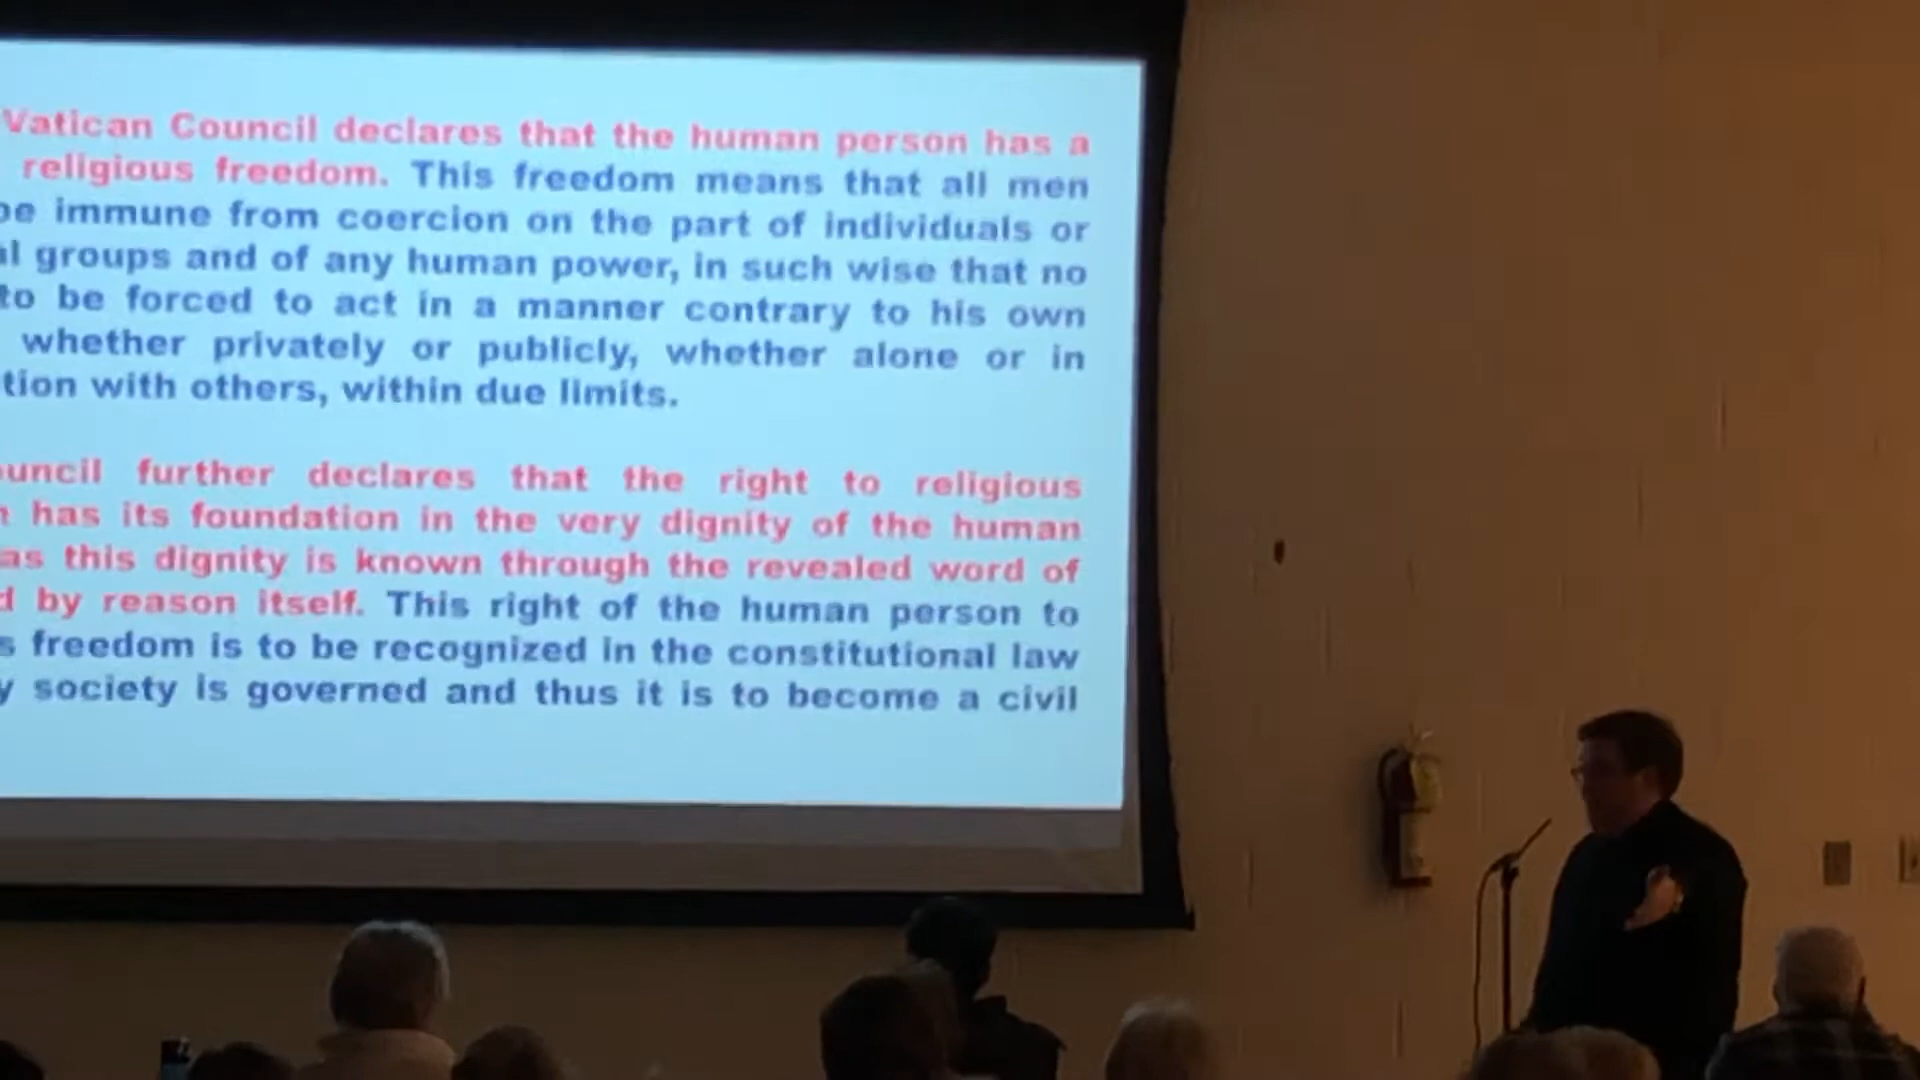 Vatican Council declares that the human person has a
religious freedom. This freedom means that all men
be immune from coercion on the part of individuals or
al groups and of any human power, in such wise that no
to be forced to act in a manner contrary to his own
whether privately or publicly, whether alone or in
tion with others, within due limits.
ouncil further declares that the right to religious
has its foundation in the very dignity of the human
as this dignity is known through the revealed word of
d by reason itself. This right of the human person to
s freedom is to be recognized in the constitutional law
y society is governed and thus it is to become a civil